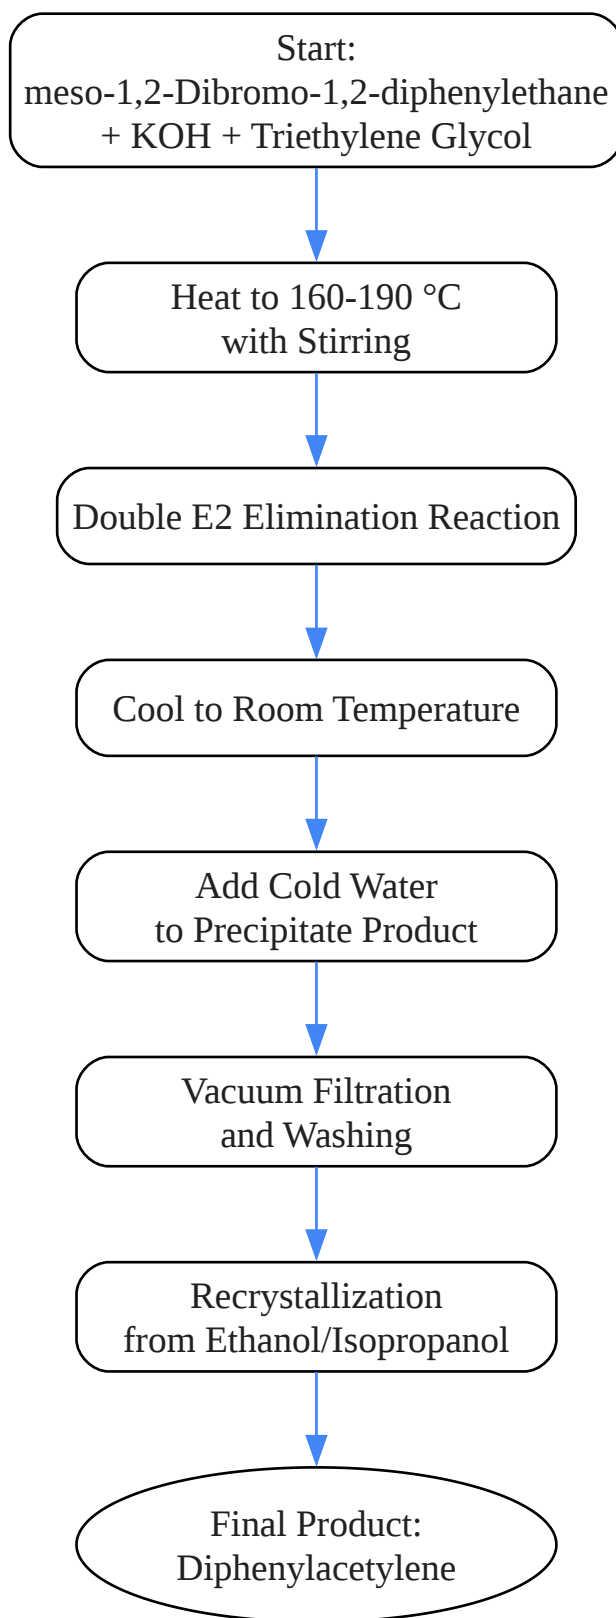 Start:
meso-1,2-Dibromo-1,2-diphenylethane
+ KOH + Triethylene Glycol
Heat to 160-190 °C
with Stirring
Double E2 Elimination Reaction
Cool to Room Temperature
Add Cold Water
to Precipitate Product
Vacuum Filtration
and Washing
Recrystallization
from Ethanol/Isopropanol
Final Product:
Diphenylacetylene